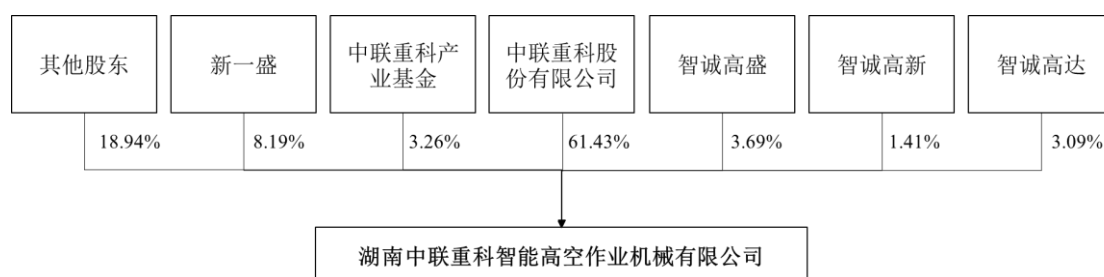 其他股东
新一盛
中联重科产
业基金
中联重科股
份有限公司
智诚高盛
智诚高新
智诚高达
18.94%
8.19%
3.26%
61.43%
3.69%
1.41%
3.09%
湖南中联重科智能高空作业机械有限公司